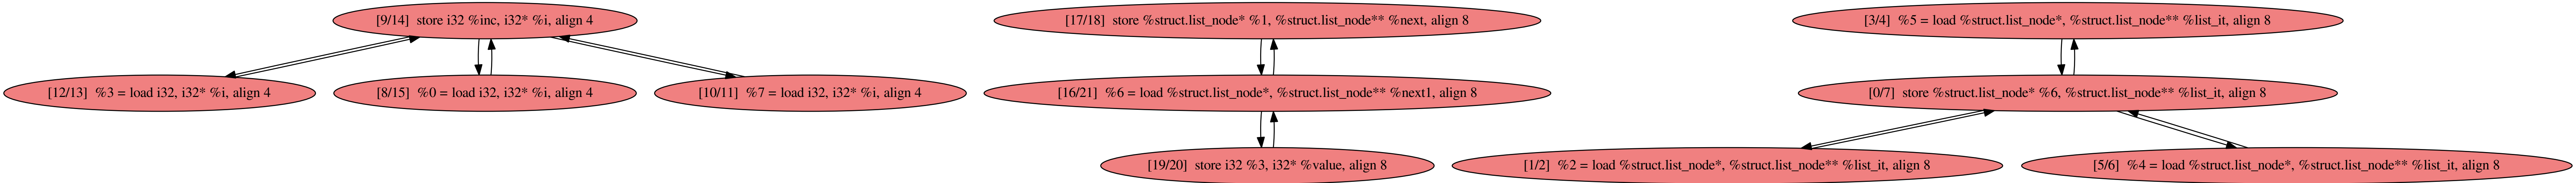 [9/14]  store i32 %inc, i32* %i, align 4
[17/18]  store %struct.list_node* %1, %struct.list_node** %next, align 8
[3/4]  %5 = load %struct.list_node*, %struct.list_node** %list_it, align 8
[12/13]  %3 = load i32, i32* %i, align 4
[8/15]  %0 = load i32, i32* %i, align 4
[10/11]  %7 = load i32, i32* %i, align 4
[16/21]  %6 = load %struct.list_node*, %struct.list_node** %next1, align 8
[0/7]  store %struct.list_node* %6, %struct.list_node** %list_it, align 8
[19/20]  store i32 %3, i32* %value, align 8
[1/2]  %2 = load %struct.list_node*, %struct.list_node** %list_it, align 8
[5/6]  %4 = load %struct.list_node*, %struct.list_node** %list_it, align 8